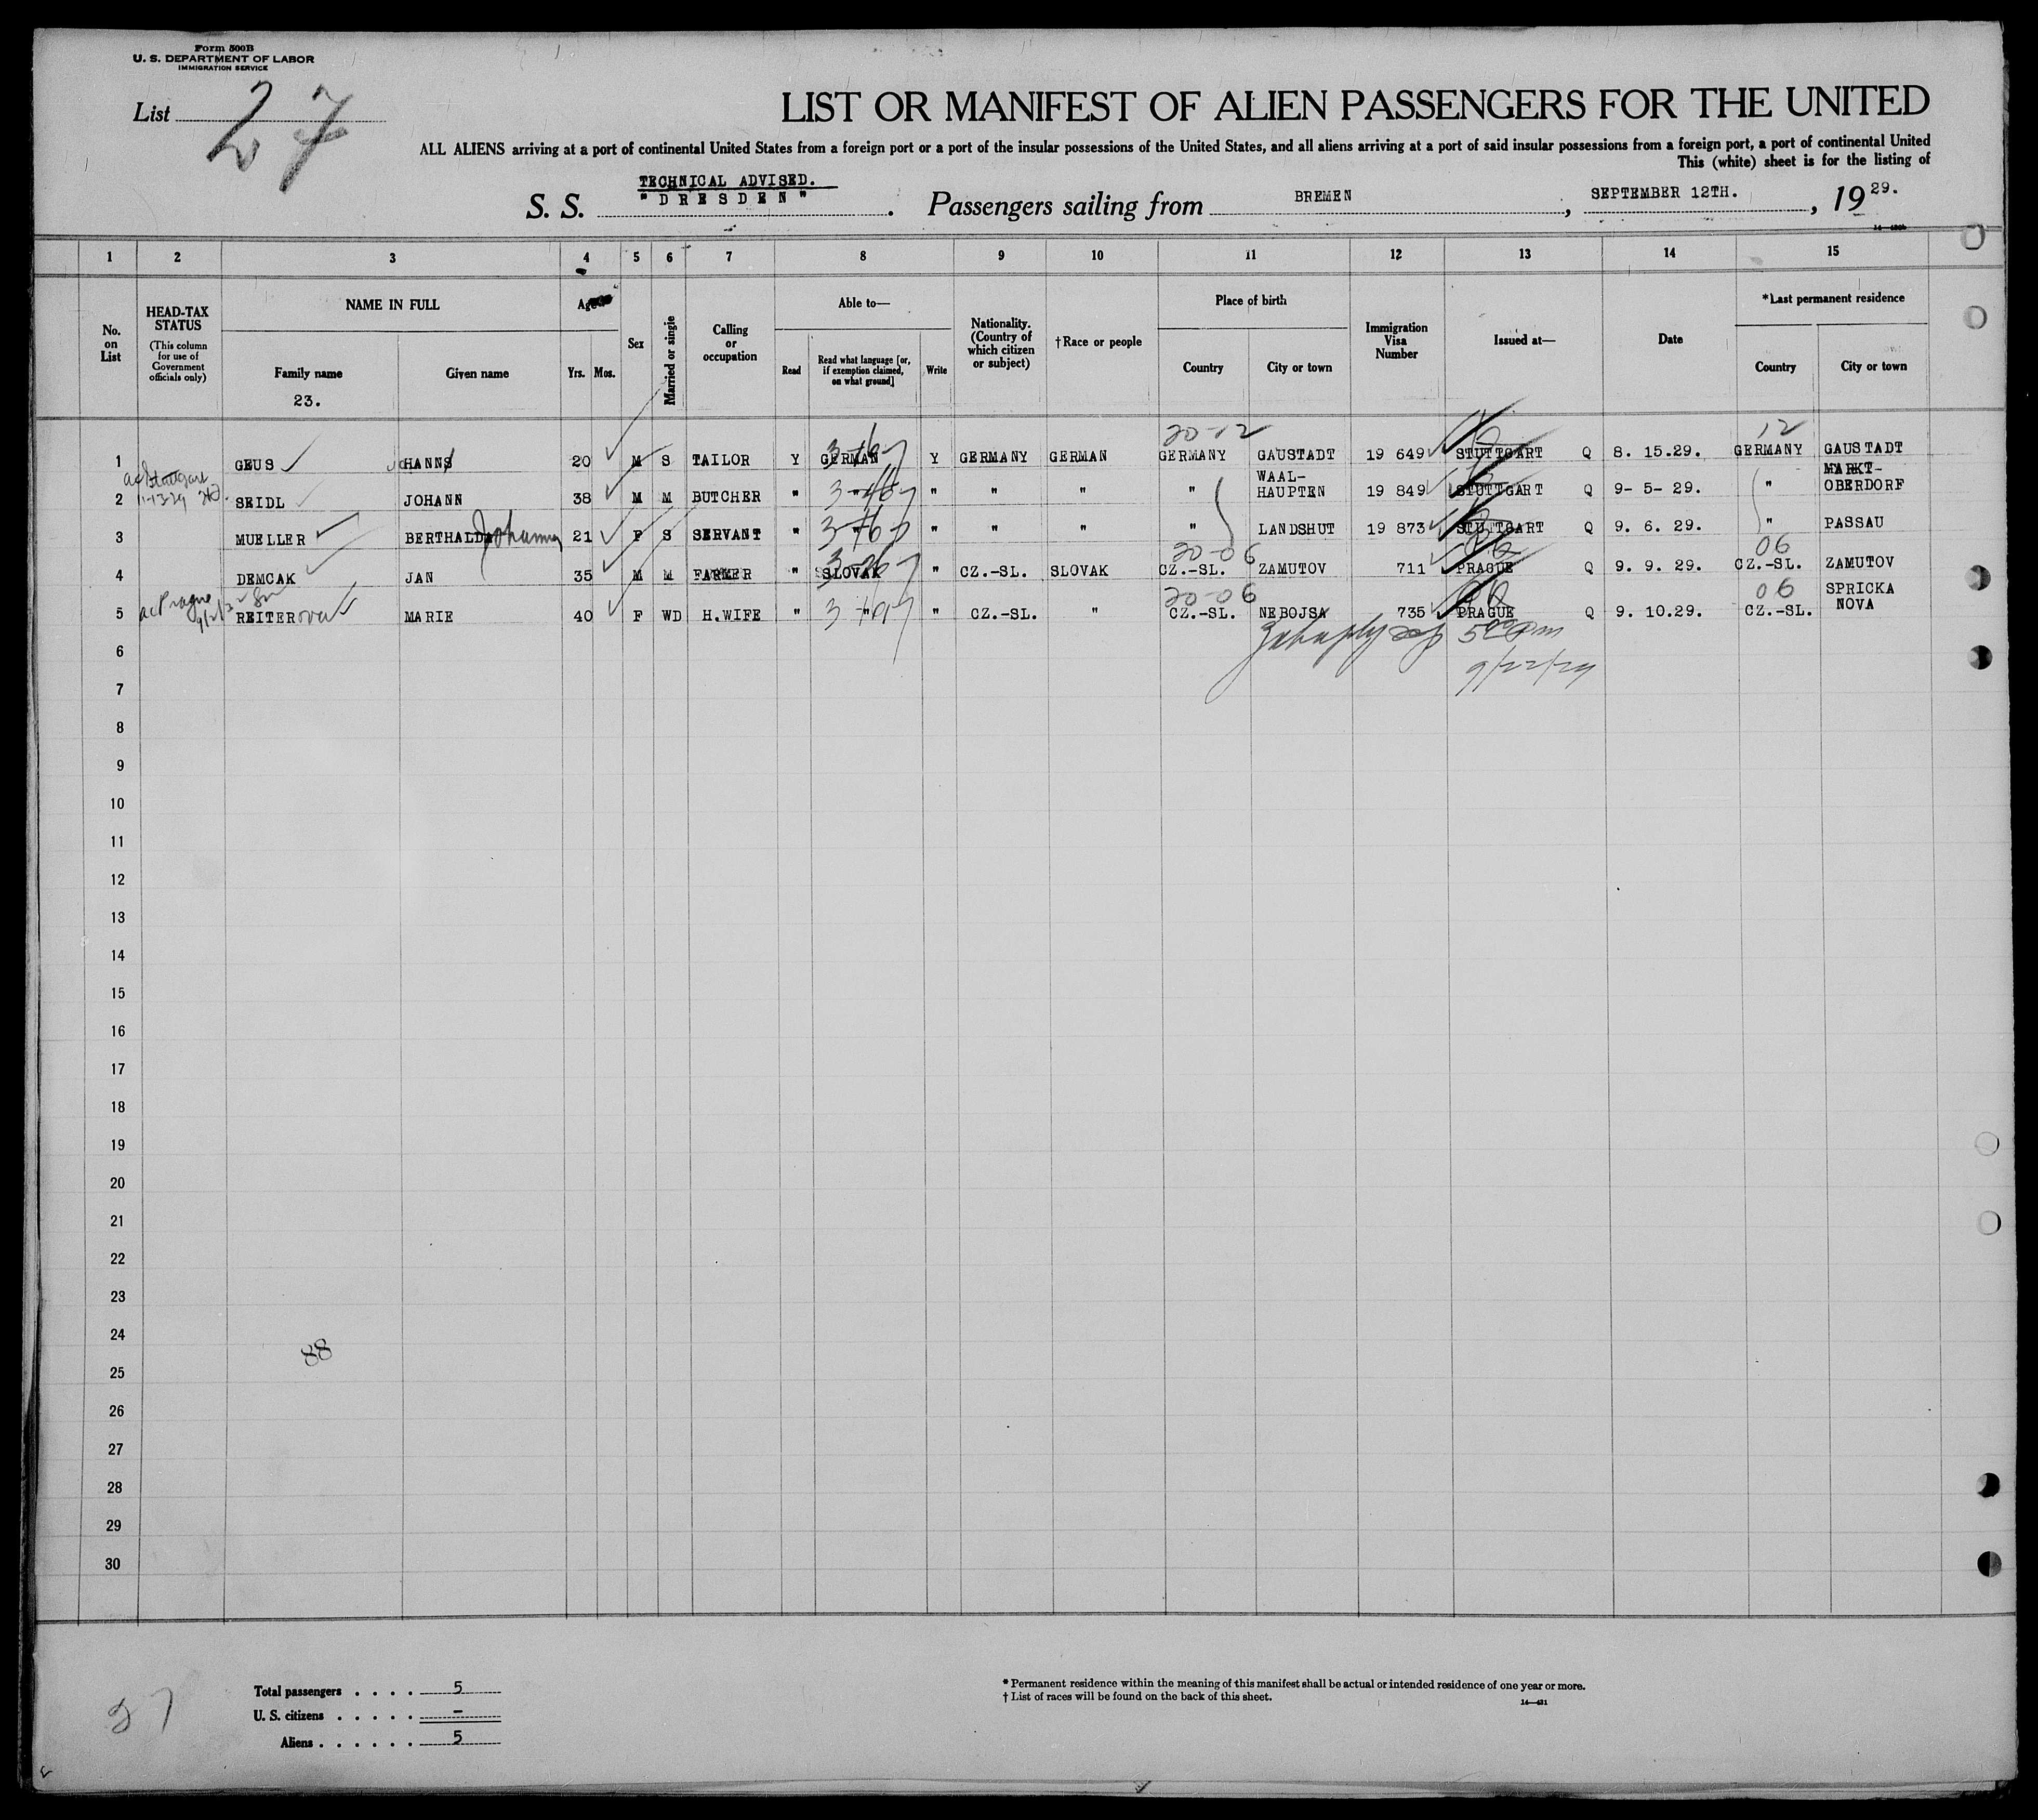 Form 500B
U. S. DEPARTMENT OF LABOR
IMMIGRATION SERVICE
List 27
LIST OR MANIFEST OF ALIEN PASSENGERS FOR THE UNITED
ALL ALIENS arriving at a port of continental United States from a foreign port or a port of the insular possessions of the United States, and all aliens arriving at a port of said insular possessions from a foreign port, a port of continental United
This (white) sheet is for the listing of
TECHNICAL ADVISED.
S. S. "DRESDEN". Passengers sailing from BREMEN, SEPTEMBER 12TH., 1929.
1 2 3 4 5 6 7 8 9 10 11 12 13 14 15
No. on List
HEAD-TAX STATUS
(This column for use of Government officials only)
NAME IN FULL
Family name
Given name
23.
Age
Yrs. Mos.
Sex
Married or single
Calling or occupation
Able to—
Read
Read what language [or, if exemption claimed, on what ground]
Write
Nationality. (Country of which citizen or subject)
†Race or people
Place of birth
Country
City or town
Immigration Visa Number
Issued at—
Date
*Last permanent residence
Country
City or town
20-12 12
1 GEUS HANNS 20 M S TAILOR Y GERMAN Y GERMANY GERMAN GERMANY GAUSTADT 19 649 STUTTGART Q 8. 15.29. GERMANY GAUSTADT
2 SEIDL JOHANN 38 M M BUTCHER " " " " " " WAAL-HAUPTEN 19 849 STUTTGART Q 9- 5- 29. " MARKT-OBERDORF
3 MUELLER BERTHALDA Johanna 21 F S SERVANT " " " " " " LANDSHUT 19 873 STUTTGART Q 9. 6. 29. " PASSAU
20-06 06
4 DEMCAK JAN 35 M M FARMER " SLOVAK " CZ.-SL. SLOVAK CZ.-SL. ZAMUTOV 711 PRAGUE Q 9. 9. 29. CZ.-SL. ZAMUTOV
20-06 06
5 REITEROVA MARIE 40 F WD H.WIFE " " " CZ.-SL. " CZ.-SL. NEBOJSA 735 PRAGUE Q 9. 10.29. CZ.-SL. SPRICKA NOVA
9/22/29
6
7
8
9
10
11
12
13
14
15
16
17
18
19
20
21
22
23
24
88
25
26
27
28
29
30
27
Total passengers . . . . 5
U. S. citizens . . . . . –
Aliens . . . . . . 5
* Permanent residence within the meaning of this manifest shall be actual or intended residence of one year or more.
† List of races will be found on the back of this sheet.